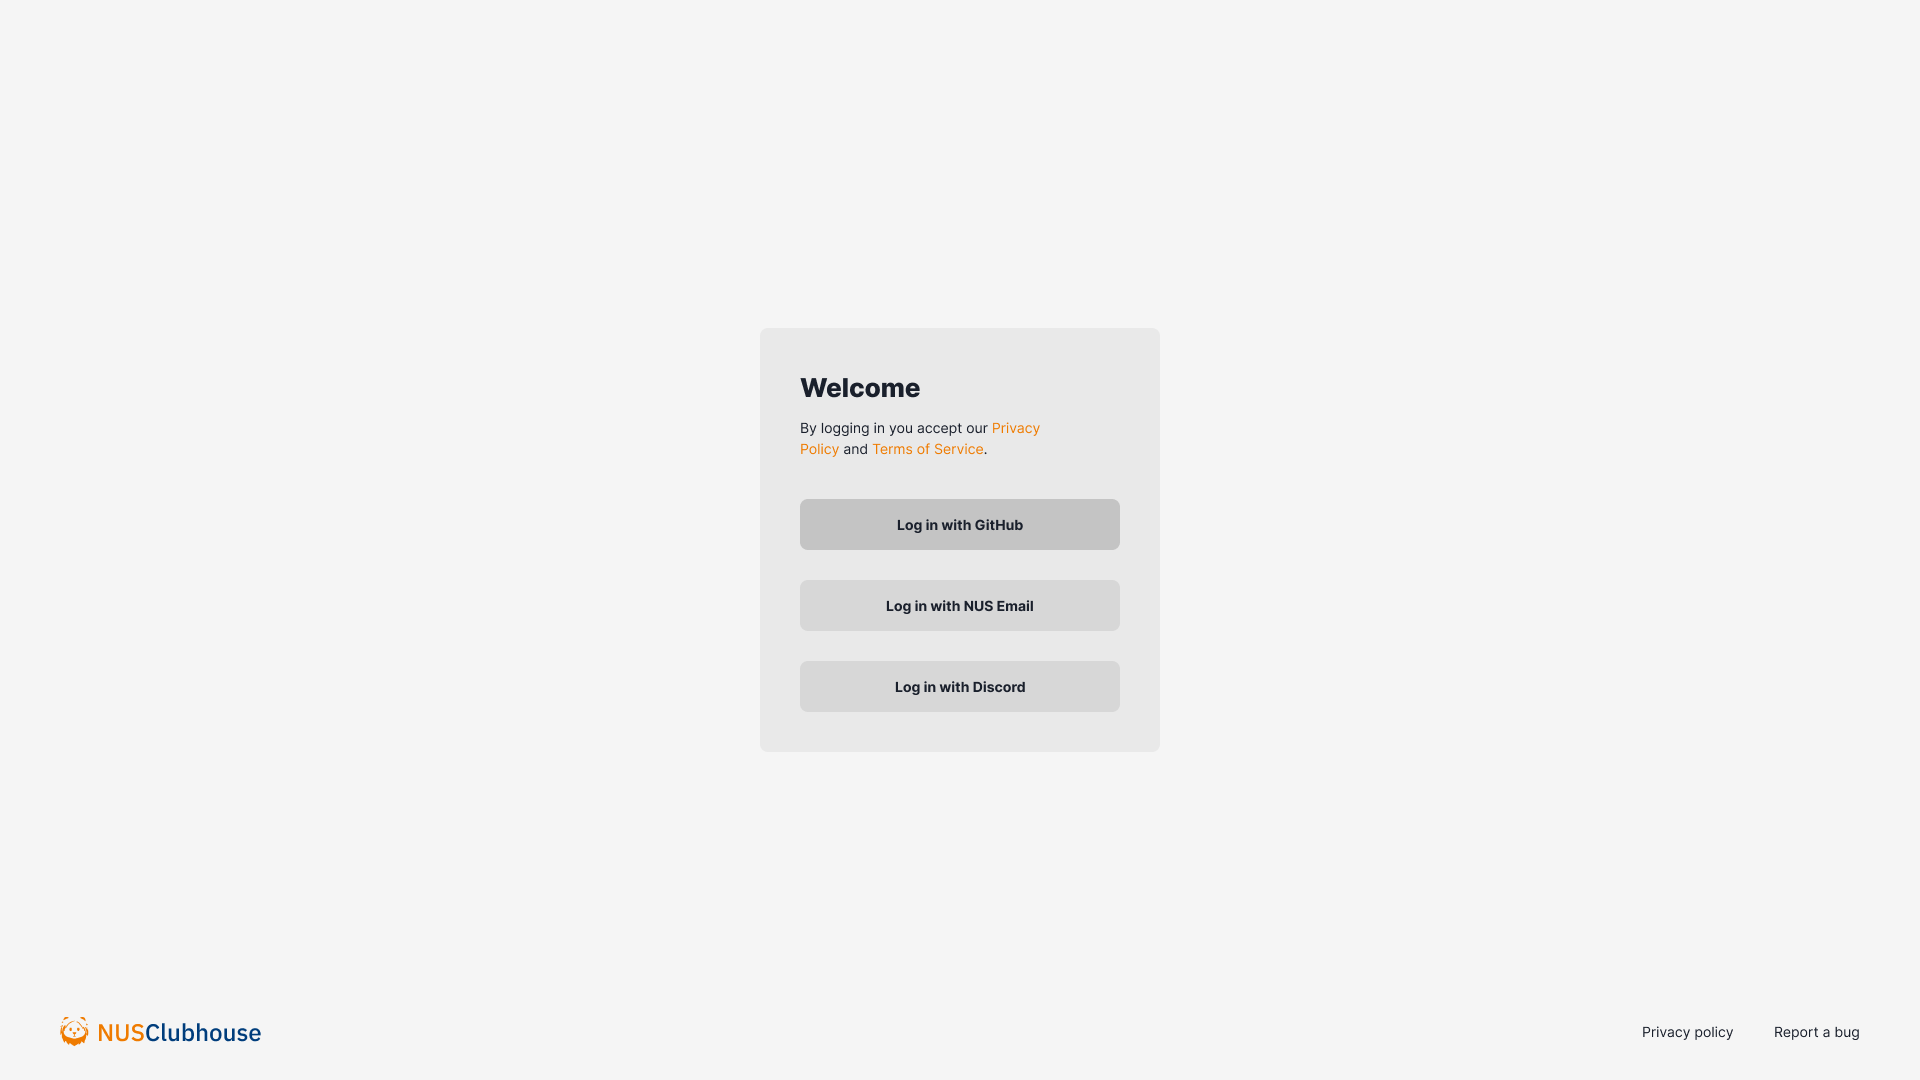 Welcome
By logging in you accept our Privacy
Policy and Terms of Service.
Log in with GitHub
Log in with NUS Email
Log in with Discord
NUSClubhouse
Privacy policy
Report a bug